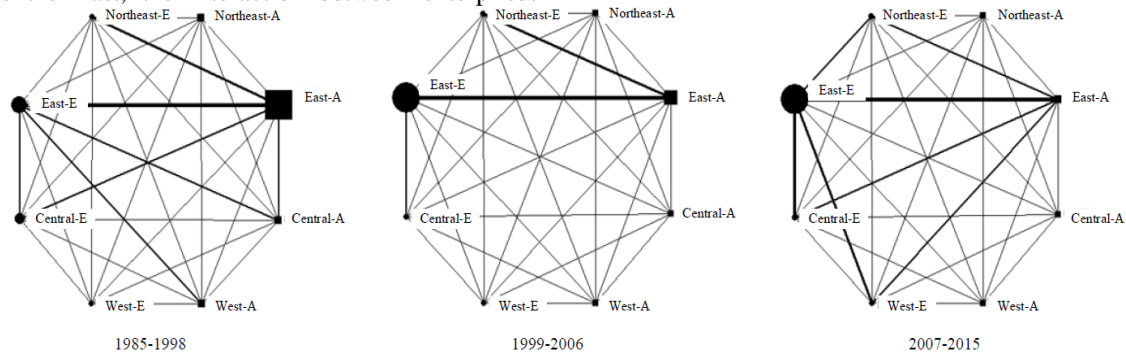 Northeast-E Northeast-A Northeast-E Northeast-A Northeast-E Northeast-A
East-E East-A East-E East-A East-E East-A
Central-E Central-A Central-E Central-A Central-E Central-A
West-E West-A West-E West-A West-E West-A
1985-1998 1999-2006 2007-2015